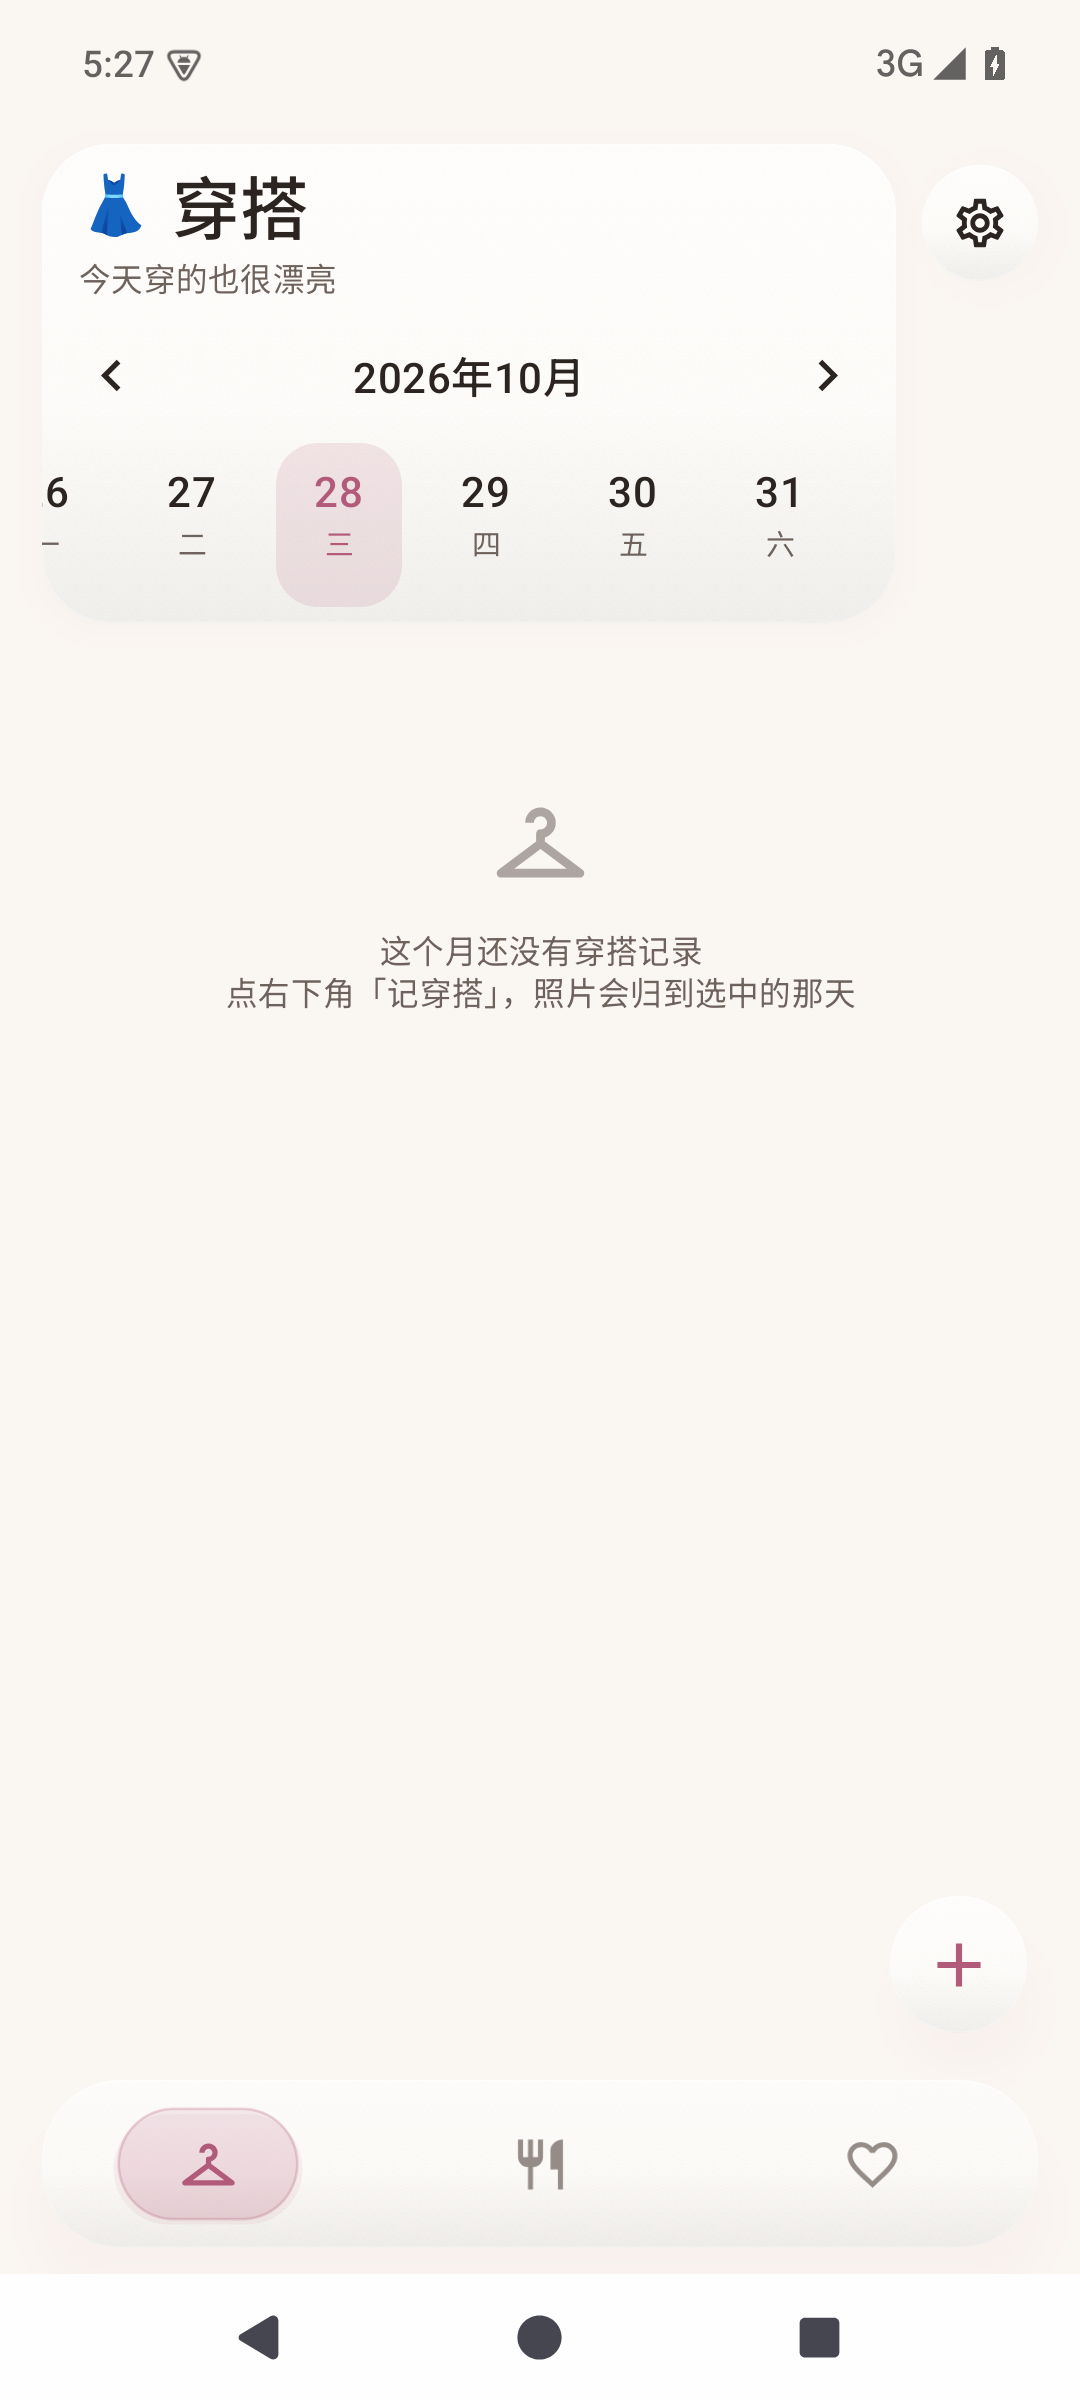 5:27
3G
穿搭
今天穿的也很漂亮
2026年10月
6 27 28 29 30 31
一 二 三 四 五 六
这个月还没有穿搭记录
点右下角「记穿搭」，照片会归到选中的那天